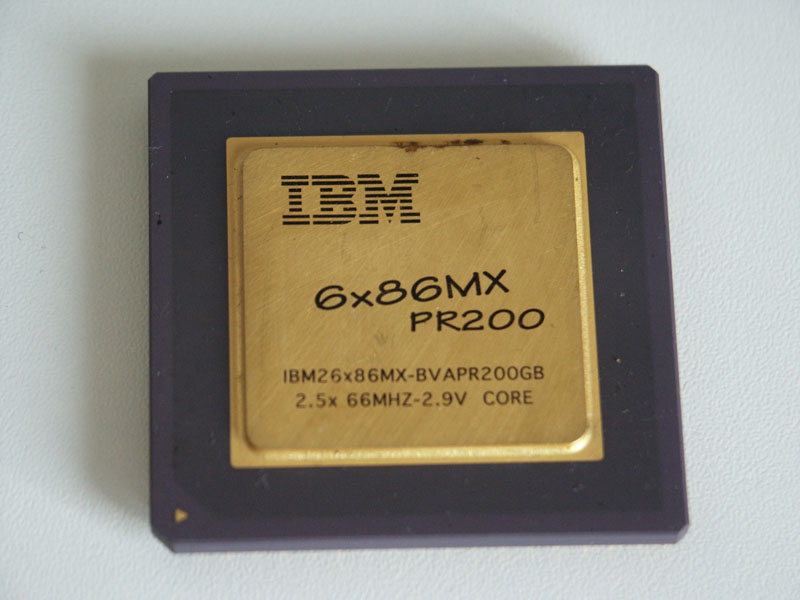 IBM
6x86MX
PR200
IBM26x86MX-BVAPR200GB
2.5x 66MHZ-2.9V CORE